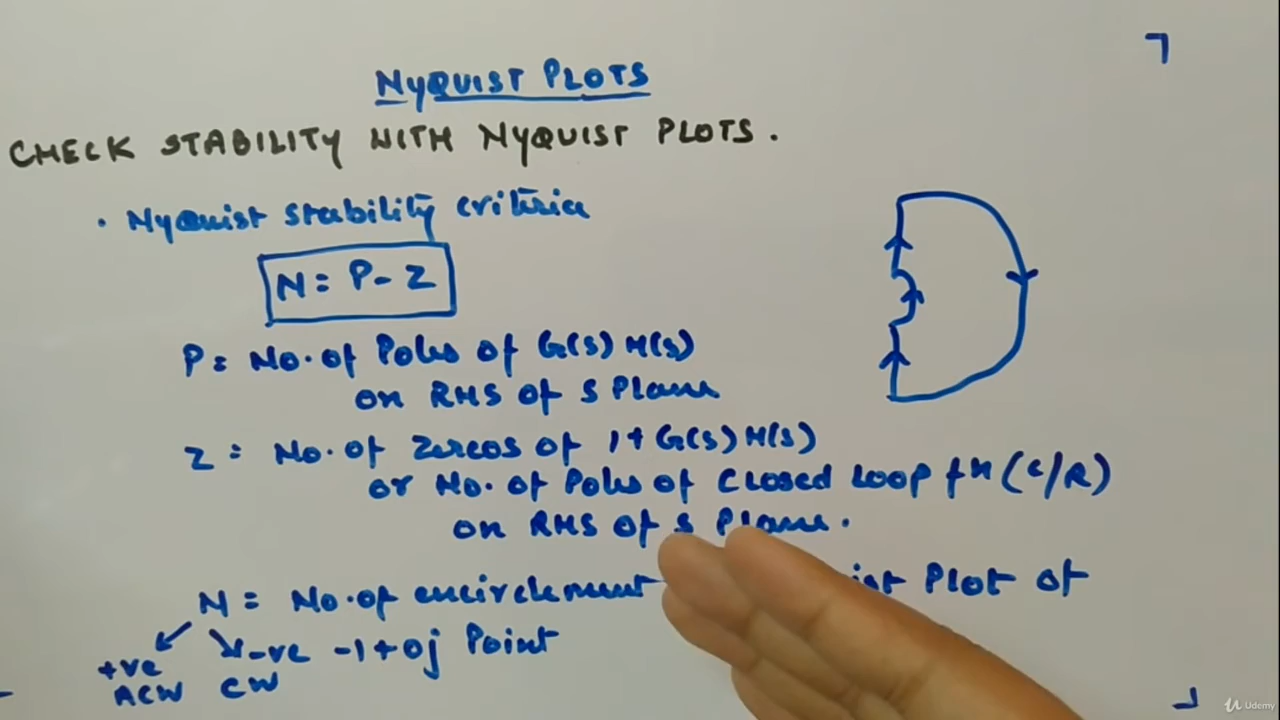 NYQUIST PLOTS
CHECK STABILITY WITH NYQUIST PLOTS.
• Nyquist stability criteria
N = P - Z
P = No. of Poles of G(s) H(s)
on RHS of S Plane
Z = No. of Zeroes of 1+ G(s) H(s)
or No. of Poles of Closed Loop fn (C/R)
on RHS of S Plane.
N = No. of encirclement Plot of
+ve -ve -1+0j Point
ACW CW
Udemy